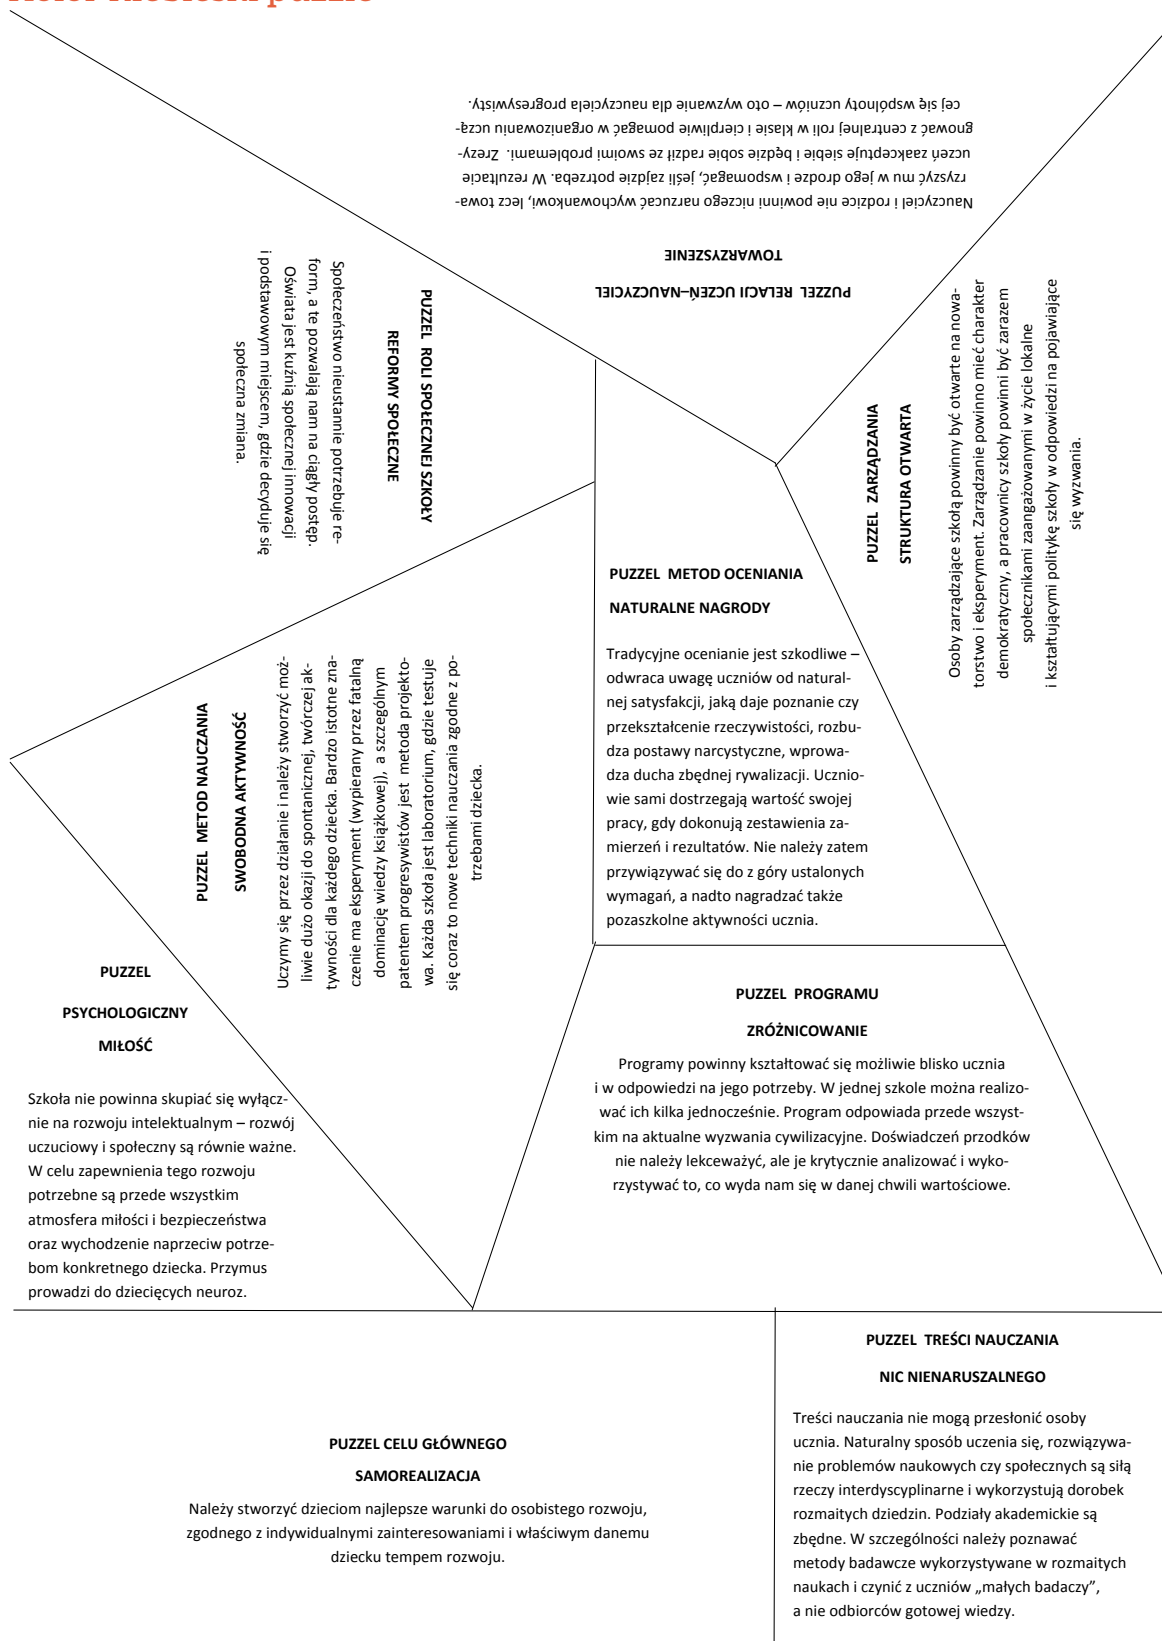 PUZZEL RELACJI UCZEŃ–NAUCZYCIEL
TOWARZYSZENIE
Nauczyciel i rodzice nie powinni niczego narzucać wychowankowi, lecz towa-
rzyszyć mu w jego drodze i wspomagać, jeśli zajdzie potrzeba. W rezultacie
uczeń zaakceptuje siebie i będzie sobie radził ze swoimi problemami. Zrezy-
gnować z centralnej roli w klasie i cierpliwie pomagać w organizowaniu uczą-
cej się wspólnoty uczniów – oto wyzwanie dla nauczyciela progresywisty.
PUZZEL ROLI SPOŁECZNEJ SZKOŁY
REFORMY SPOŁECZNE
Społeczeństwo nieustannie potrzebuje re-
form, a te pozwalają nam na ciągły postęp.
Oświata jest kuźnią społecznej innowacji
i podstawowym miejscem, gdzie decyduje się
społeczna zmiana.
PUZZEL ZARZĄDZANIA
STRUKTURA OTWARTA
Osoby zarządzające szkołą powinny być otwarte na nowa-
torstwo i eksperyment. Zarządzanie powinno mieć charakter
demokratyczny, a pracownicy szkoły powinni być zarazem
społecznikami zaangażowanymi w życie lokalne
i kształtującymi politykę szkoły w odpowiedzi na pojawiające
się wyzwania.
PUZZEL METOD OCENIANIA
NATURALNE NAGRODY
Tradycyjne ocenianie jest szkodliwe –
odwraca uwagę uczniów od natural-
nej satysfakcji, jaką daje poznanie czy
przekształcenie rzeczywistości, rozbu-
dza postawy narcystyczne, wprowa-
dza ducha zbędnej rywalizacji. Ucznio-
wie sami dostrzegają wartość swojej
pracy, gdy dokonują zestawienia za-
mierzeń i rezultatów. Nie należy zatem
przywiązywać się do z góry ustalonych
wymagań, a nadto nagradzać także
pozaszkolne aktywności ucznia.
PUZZEL METOD NAUCZANIA
SWOBODNA AKTYWNOŚĆ
Uczymy się przez działanie i należy stworzyć moż-
liwie dużo okazji do spontanicznej, twórczej ak-
tywności dla każdego dziecka. Bardzo istotne zna-
czenie ma eksperyment (wypierany przez fatalną
dominację wiedzy książkowej), a szczególnym
patentem progresywistów jest metoda projekto-
wa. Każda szkoła jest laboratorium, gdzie testuje
się coraz to nowe techniki nauczania zgodne z po-
trzebami dziecka.
PUZZEL
PSYCHOLOGICZNY
MIŁOŚĆ
Szkoła nie powinna skupiać się wyłącz-
nie na rozwoju intelektualnym – rozwój
uczuciowy i społeczny są równie ważne.
W celu zapewnienia tego rozwoju
potrzebne są przede wszystkim
atmosfera miłości i bezpieczeństwa
oraz wychodzenie naprzeciw potrze-
bom konkretnego dziecka. Przymus
prowadzi do dziecięcych neuroz.
PUZZEL PROGRAMU
ZRÓŻNICOWANIE
Programy powinny kształtować się możliwie blisko ucznia
i w odpowiedzi na jego potrzeby. W jednej szkole można realizo-
wać ich kilka jednocześnie. Program odpowiada przede wszyst-
kim na aktualne wyzwania cywilizacyjne. Doświadczeń przodków
nie należy lekceważyć, ale je krytycznie analizować i wyko-
rzystywać to, co wyda nam się w danej chwili wartościowe.
PUZZEL CELU GŁÓWNEGO
SAMOREALIZACJA
Należy stworzyć dzieciom najlepsze warunki do osobistego rozwoju,
zgodnego z indywidualnymi zainteresowaniami i właściwym danemu
dziecku tempem rozwoju.
PUZZEL TREŚCI NAUCZANIA
NIC NIENARUSZALNEGO
Treści nauczania nie mogą przesłonić osoby
ucznia. Naturalny sposób uczenia się, rozwiązywa-
nie problemów naukowych czy społecznych są siłą
rzeczy interdyscyplinarne i wykorzystują dorobek
rozmaitych dziedzin. Podziały akademickie są
zbędne. W szczególności należy poznawać
metody badawcze wykorzystywane w rozmaitych
naukach i czynić z uczniów „małych badaczy”,
a nie odbiorców gotowej wiedzy.